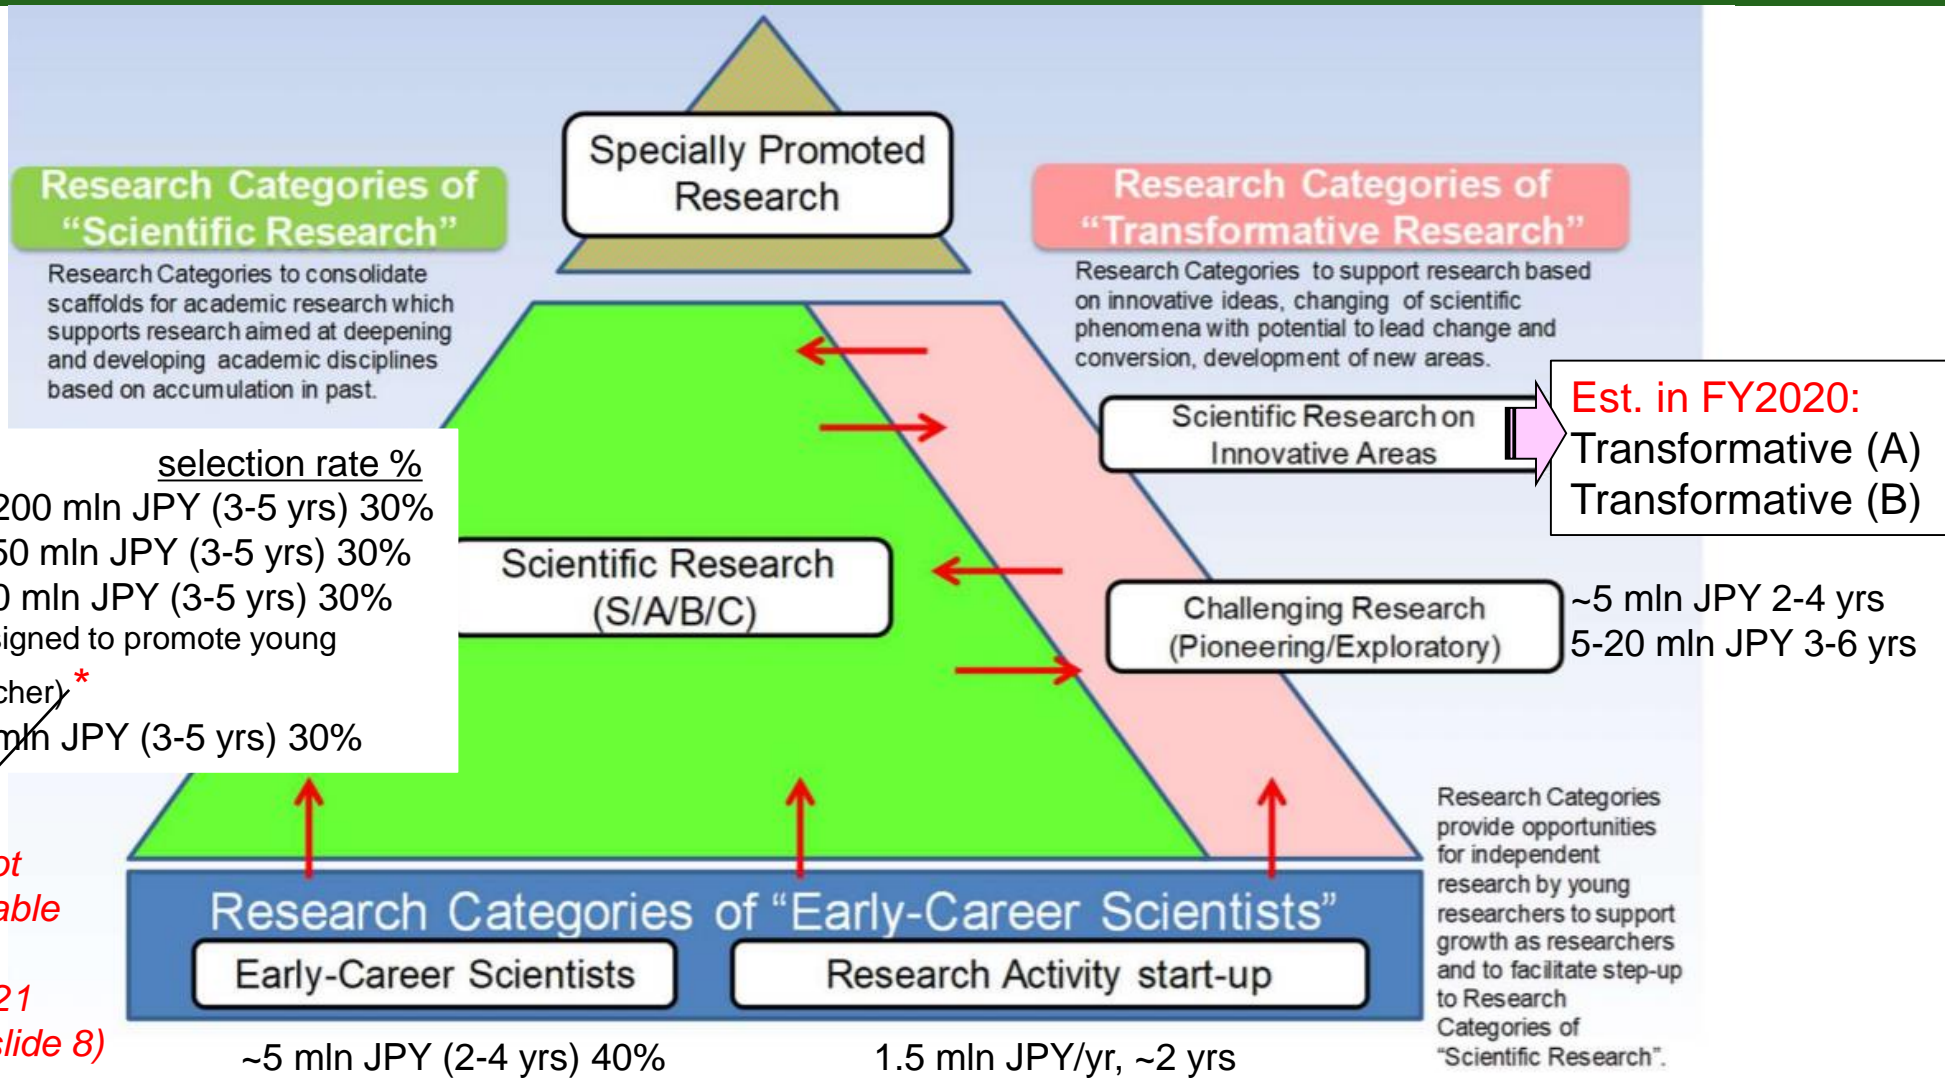 Specially Promoted
Research
Research Categories of
“Scientific Research”
Research Categories to consolidate
scaffolds for academic research which
supports research aimed at deepening
and developing academic disciplines
based on accumulation in past.
Research Categories of
“Transformative Research”
Research Categories to support research based
on innovative ideas, changing of scientific
phenomena with potential to lead change and
conversion, development of new areas.
Scientific Research on
Innovative Areas
Est. in FY2020:
Transformative (A)
Transformative (B)
selection rate %
200 mln JPY (3-5 yrs) 30%
50 mln JPY (3-5 yrs) 30%
0 mln JPY (3-5 yrs) 30%
signed to promote young
cher) *
mln JPY (3-5 yrs) 30%
Scientific Research
(S/A/B/C)
Challenging Research
(Pioneering/Exploratory)
~5 mln JPY 2-4 yrs
5-20 mln JPY 3-6 yrs
Research Categories
provide opportunities
for independent
research by young
researchers to support
growth as researchers
and to facilitate step-up
to Research
Categories of
“Scientific Research”.
ot
able
21
slide 8)
Research Categories of “Early-Career Scientists”
Early-Career Scientists
Research Activity start-up
~5 mln JPY (2-4 yrs) 40%
1.5 mln JPY/yr, ~2 yrs